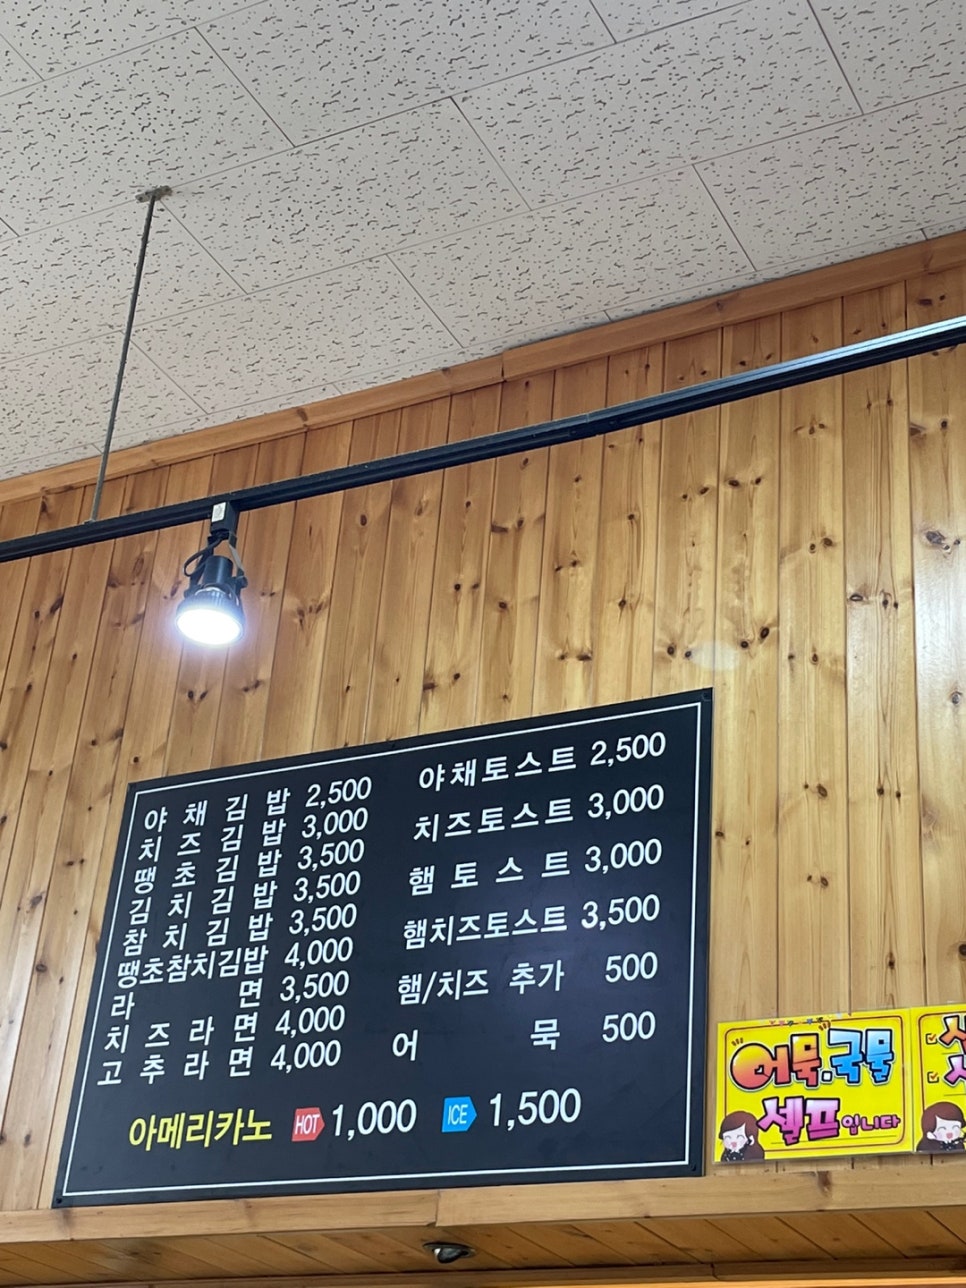 야채김밥 2,500
치즈김밥 3,000
땡초김밥 3,500
김치김밥 3,500
참치김밥 3,500
땡초참치김밥 4,000
라면 3,500
치즈라면 4,000
고추라면 4,000
야채토스트 2,500
치즈토스트 3,000
햄토스트 3,000
햄치즈토스트 3,500
햄/치즈 추가 500
어묵 500
아메리카노 HOT 1,000 ICE 1,500
어묵.국물
셀프입니다